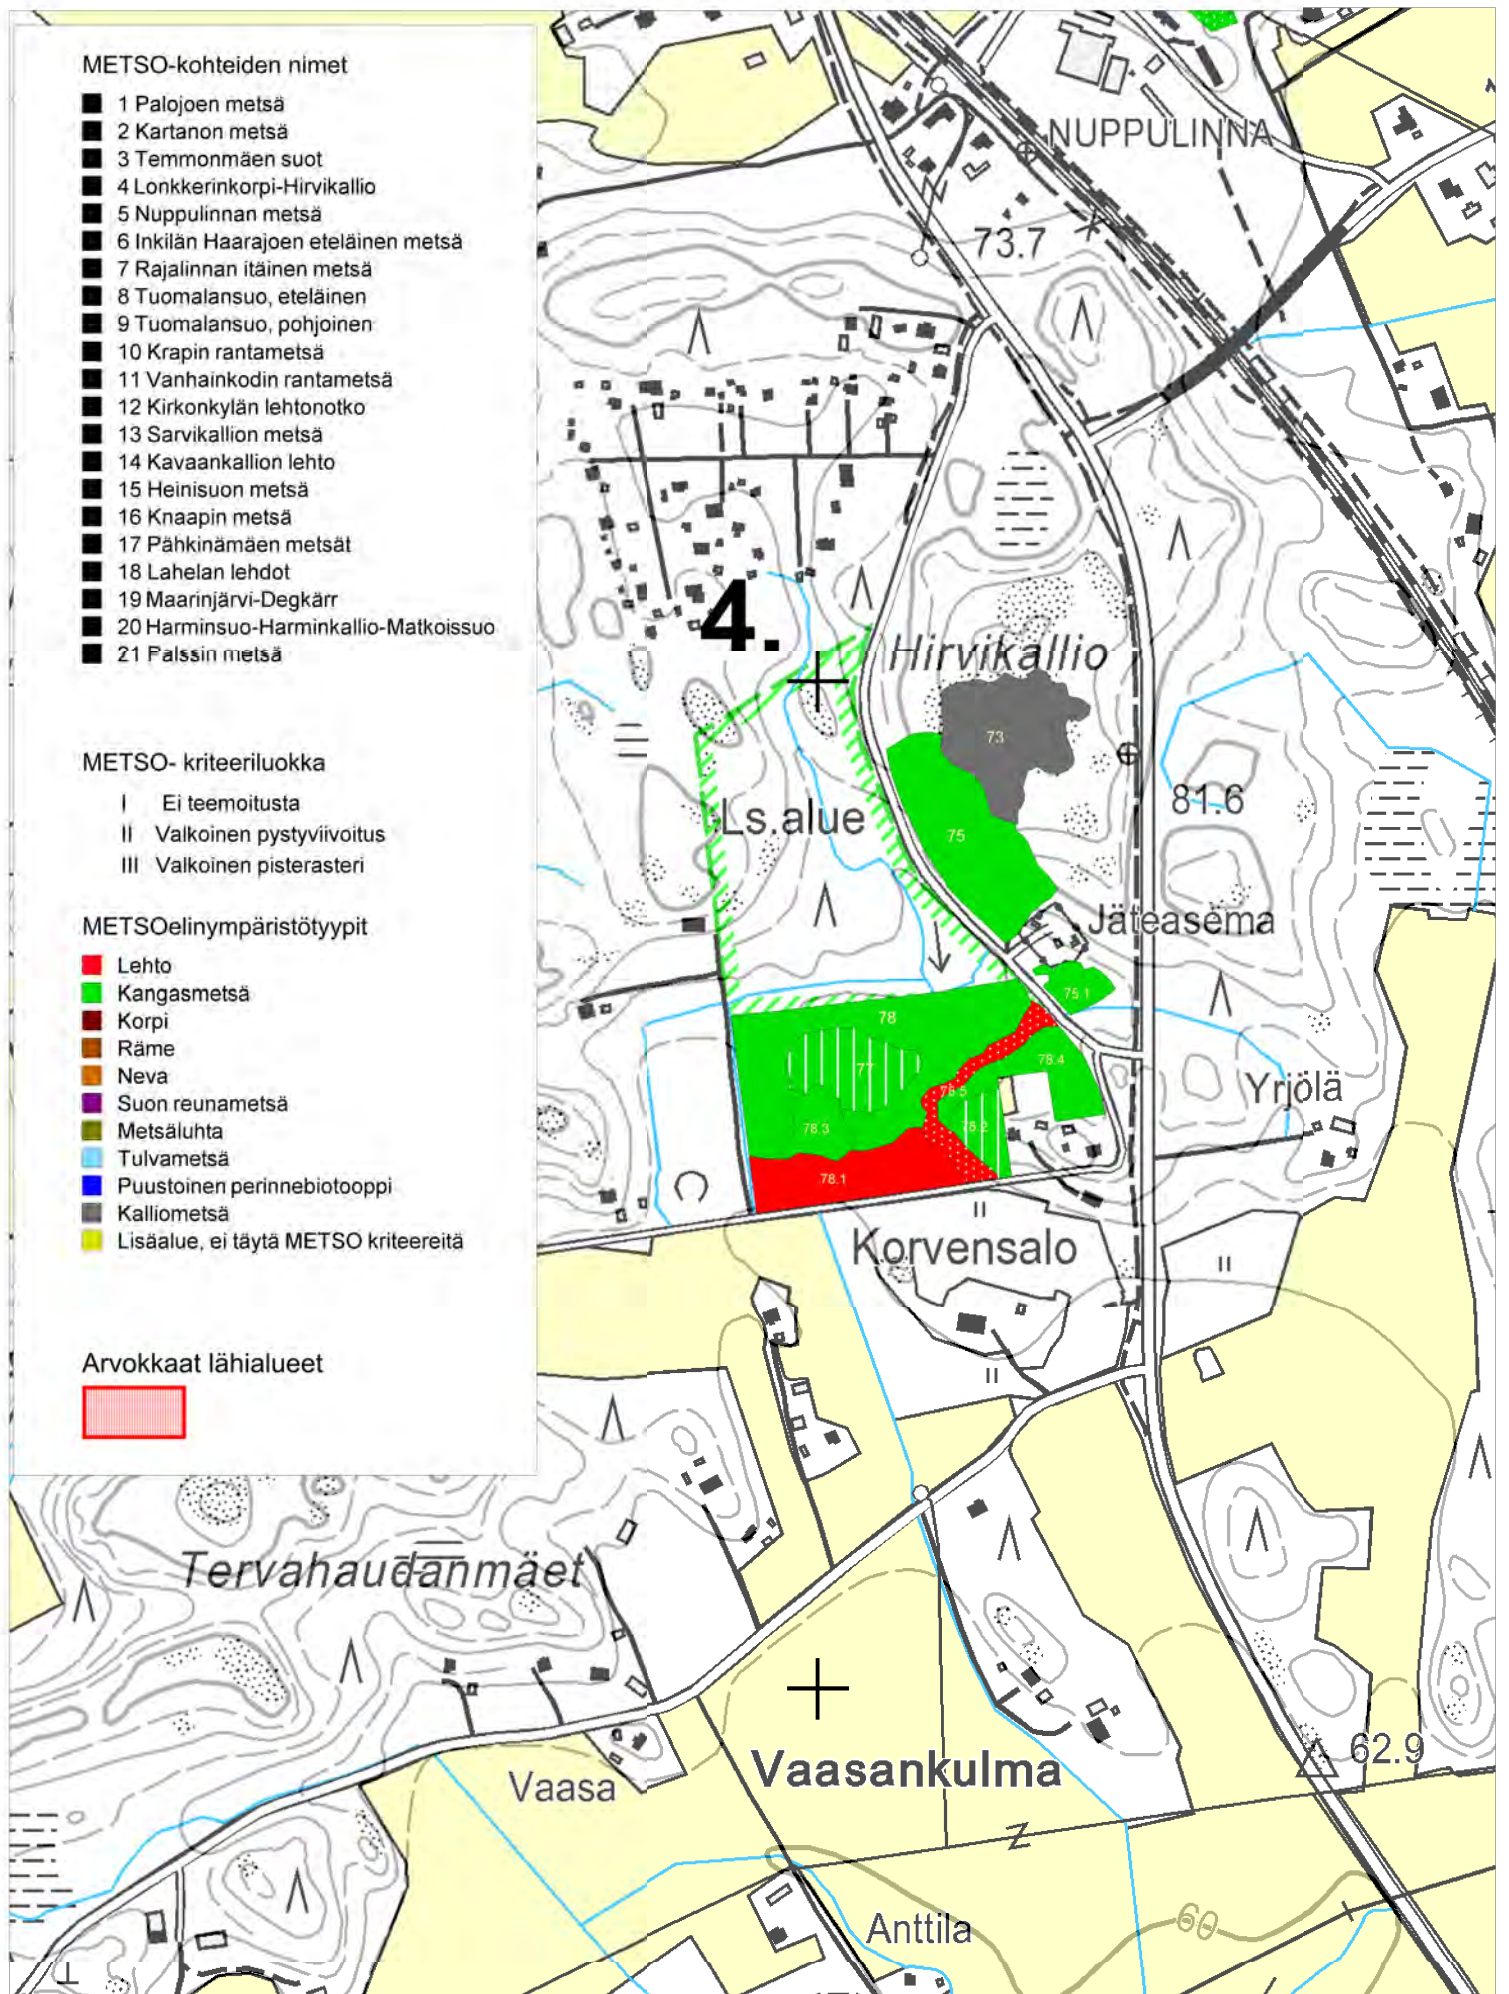 METSO-kohteiden nimet
1 Palojoen metsä
2 Kartanon metsä
3 Temmonmäen suot
4 Lonkkerinkorpi-Hirvikallio
5 Nuppulinnan metsä
6 Inkilän Haarajoen eteläinen metsä
7 Rajalinnan itäinen metsä
8 Tuomalansuo, eteläinen
9 Tuomalansuo, pohjoinen
10 Krapin rantametsä
11 Vanhainkodin rantametsä
12 Kirkonkylän lehtonotko
13 Sarvikallion metsä
14 Kavaankallion lehto
15 Heinisuon metsä
16 Knaapin metsä
17 Pähkinämäen metsät
18 Lahelan lehdot
19 Maarinjärvi-Degkärr
20 Harminsuo-Harminkallio-Matkoissuo
21 Palssin metsä
METSO- kriteeriluokka
I Ei teemoitusta
II Valkoinen pystyviivoitus
III Valkoinen pisterasteri
METSOelinympäristötyypit
Lehto
Kangasmetsä
Korpi
Räme
Neva
Suon reunametsä
Metsäluhta
Tulvametsä
Puustoinen perinnebiotooppi
Kalliometsä
Lisäalue, ei täytä METSO kriteereitä
Arvokkaat lähialueet
NUPPULINNA
73.7
4.
Hirvikallio
73
81.6
Ls.alue
75
Jäteasema
75.1
78
78.4
77
78.5
Yrjölä
78.3
78.2
78.1
II
Korvensalo
II
II
Tervahaudanmäet
62.9
Vaasankulma
Vaasa
Anttila
60